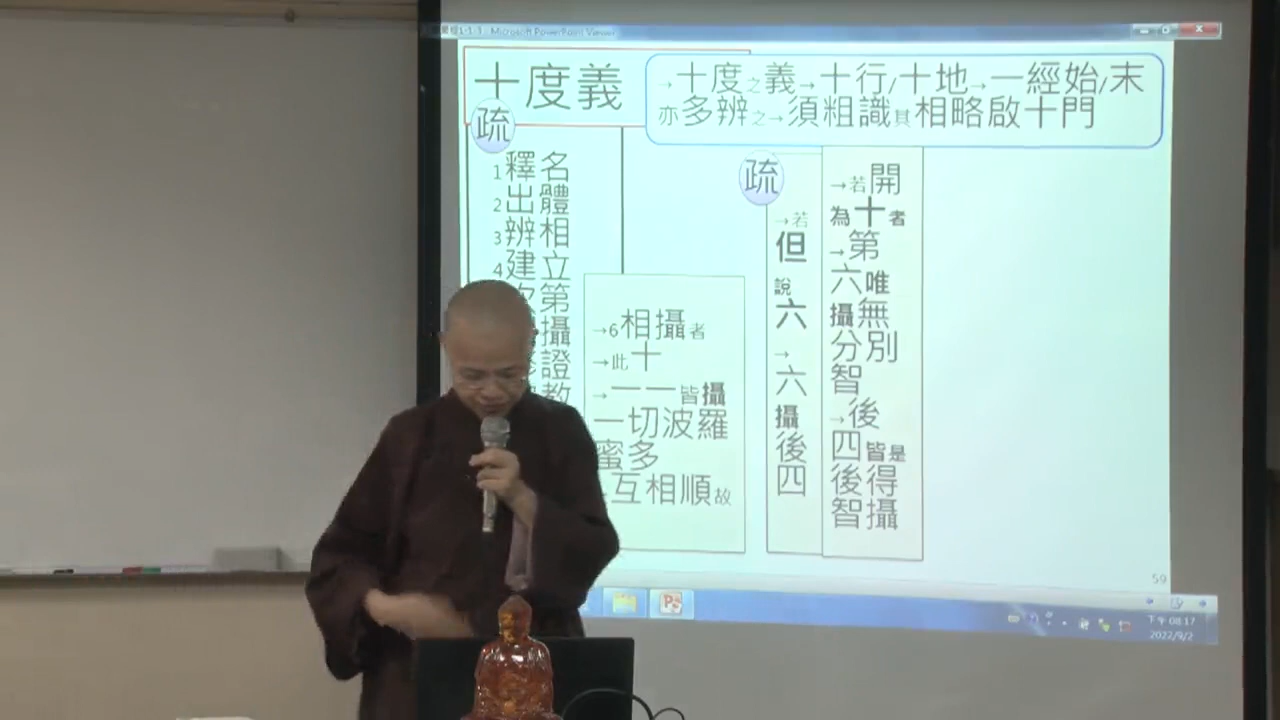 Microsoft PowerPoint Viewer
十度義
→十度之義→十行/十地→一經始/末
亦多辨之→須粗識其相略啟十門
疏
1釋名
2出體
3辨相
4建立
次第
攝
證
教
→6相攝者
→此十
→一一皆攝
一切波羅
蜜多
互相順故
疏
→若
但
說
六
→
六
攝
後
四
→若開
為十者
→第
六唯
攝無
分別
智
→後
四皆是
後得
智攝
59
下午 08:17
2022/9/2